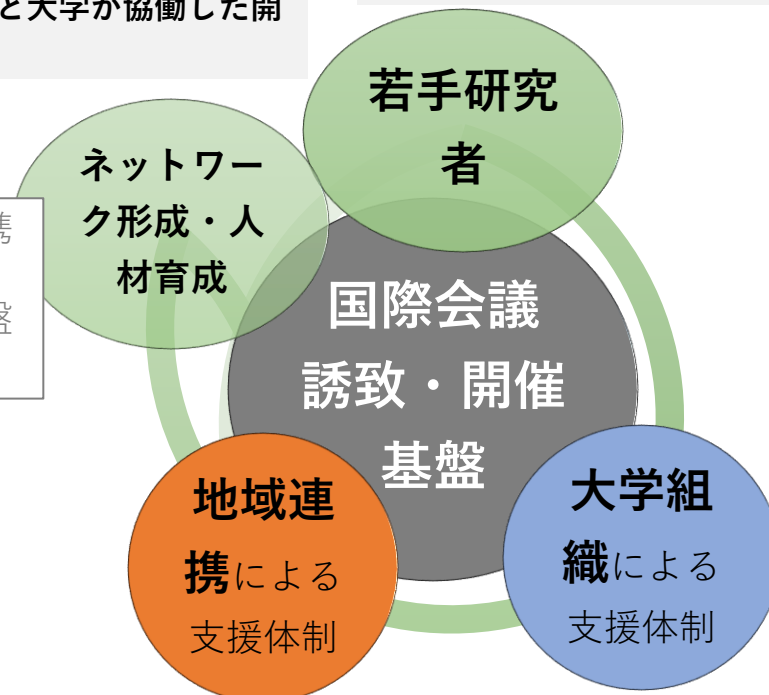 と大学が協働した開
若手研究
者
ネットワー
ク形成・人
材育成
携
盤
国際会議
誘致・開催
基盤
地域連
携による
支援体制
大学組
織による
支援体制